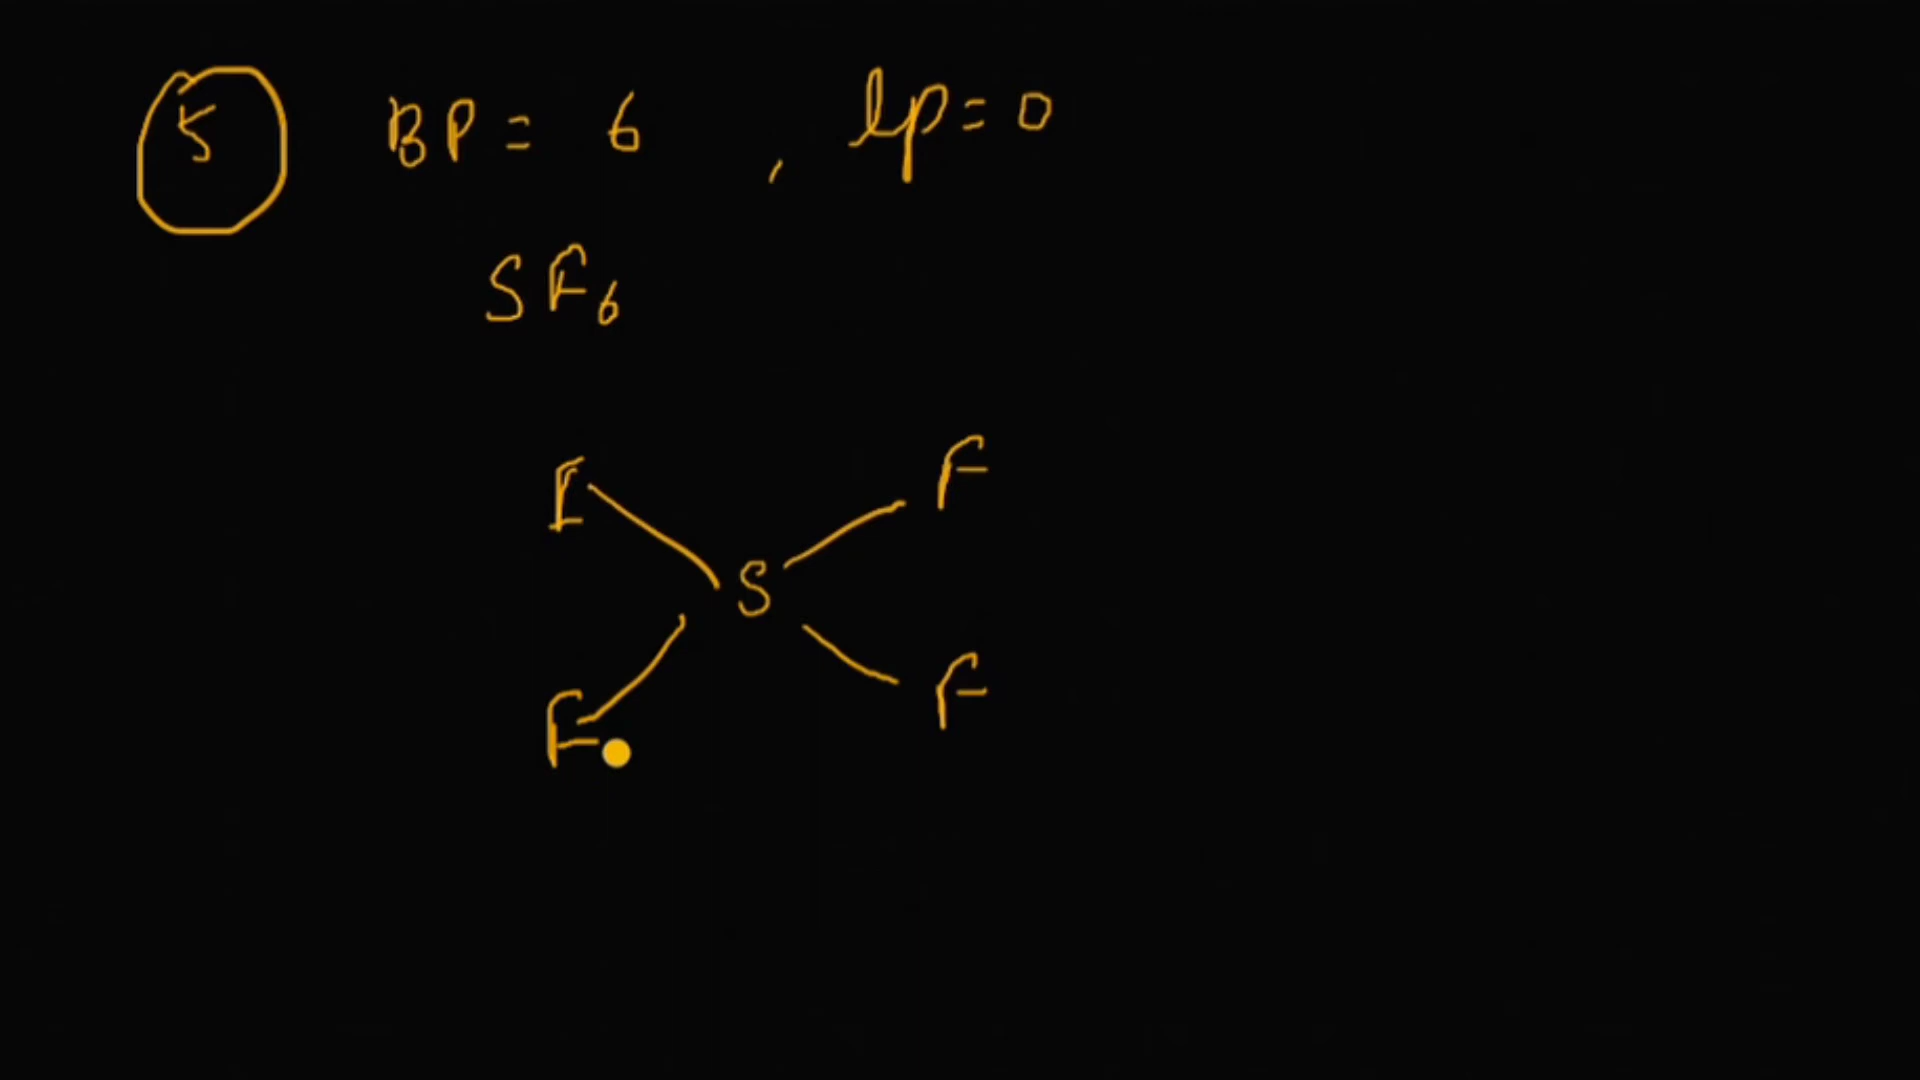 5 BP = 6 , lp = 0
SF₆
F F
S
F F